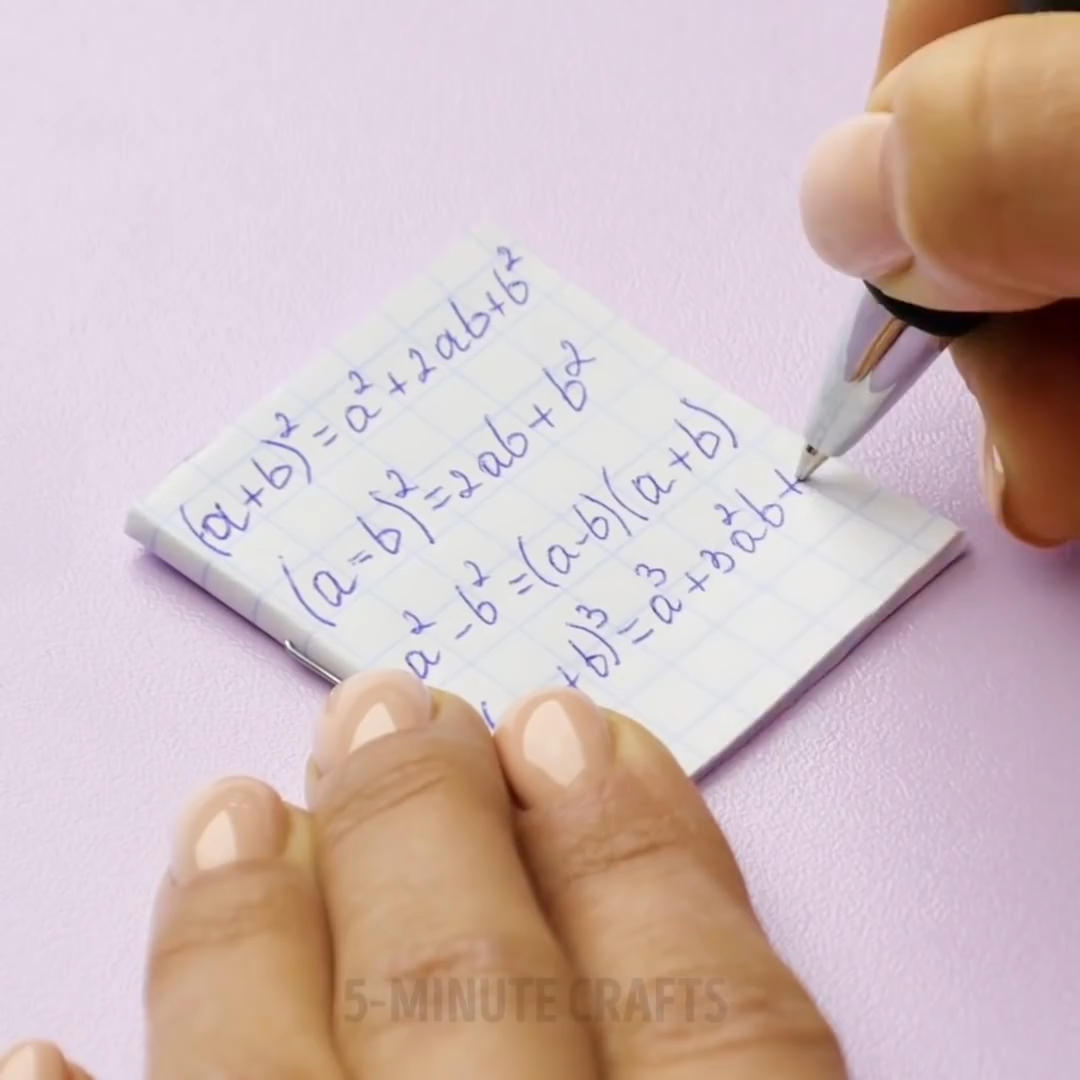 (a+b)²=a²+2ab+b²
(a=b)²=2ab+b²
a²-b²=(a-b)(a+b)
(+b)³=a³+3a²b+
5-MINUTE CRAFTS